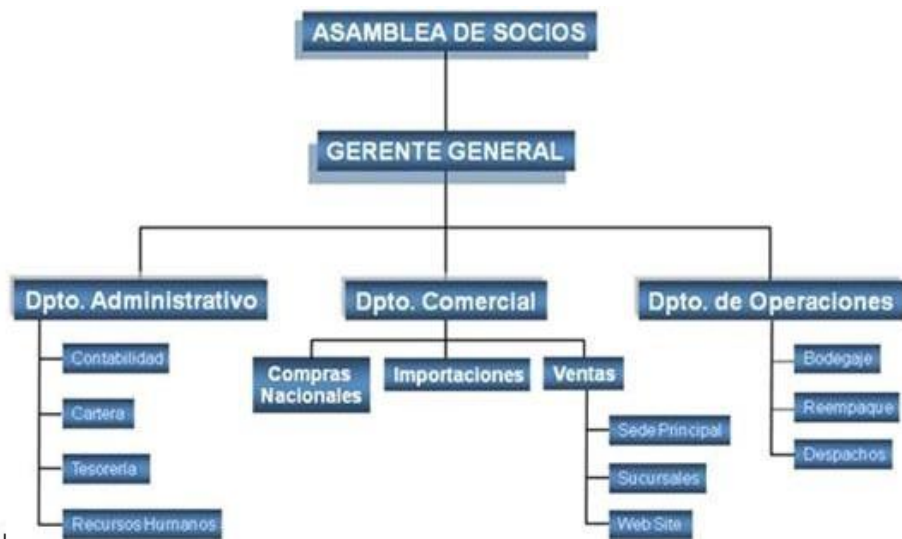 ASAMBLEA DE SOCIOS
GERENTE GENERAL
Dpto. Administrativo
Contabilidad
Cartera
Tesorería
Recursos Humanos
Dpto. Comercial
Compras
Nacionales
Importaciones
Ventas
Sede Principal
Sucursales
Web Site
Dpto. de Operaciones
Bodegaje
Reempaque
Despachos